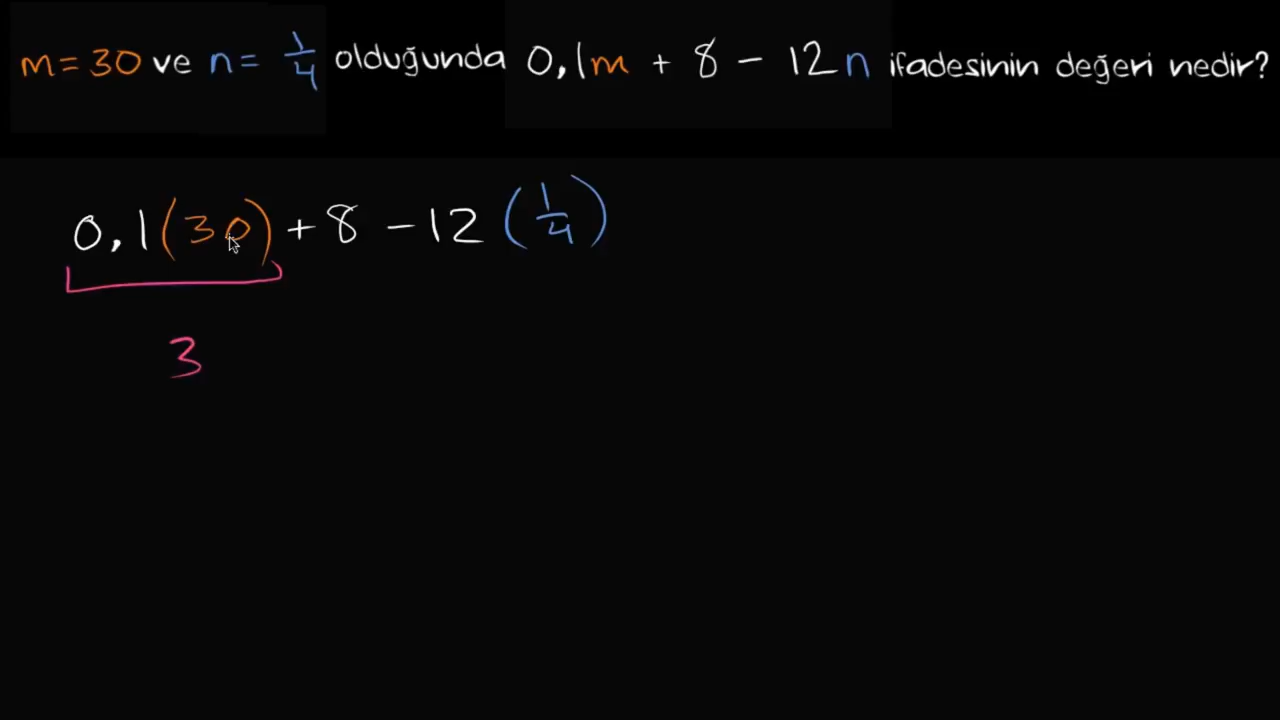 m = 30 ve n = 1/4 olduğunda 0,1m + 8 - 12n ifadesinin değeri nedir?
0,1(30) + 8 - 12(1/4)
3